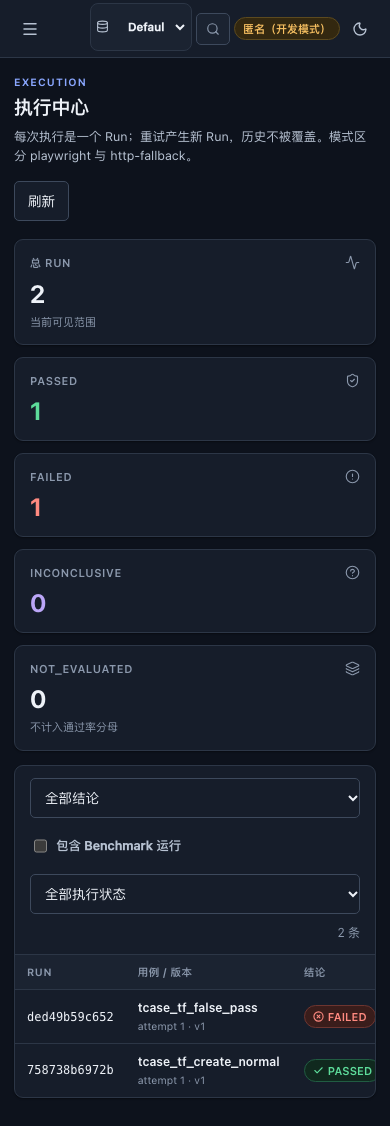 Defaul
匿名（开发模式）
EXECUTION
执行中心
每次执行是一个 Run；重试产生新 Run，历史不被覆盖。模式区
分 playwright 与 http-fallback。
刷新
总 RUN
2
当前可见范围
PASSED
1
FAILED
1
INCONCLUSIVE
0
NOT_EVALUATED
0
不计入通过率分母
全部结论
包含 Benchmark 运行
全部执行状态
2 条
RUN 用例 / 版本 结论
ded49b59c652 tcase_tf_false_pass FAILED
attempt 1 · v1
758738b6972b tcase_tf_create_normal PASSED
attempt 1 · v1